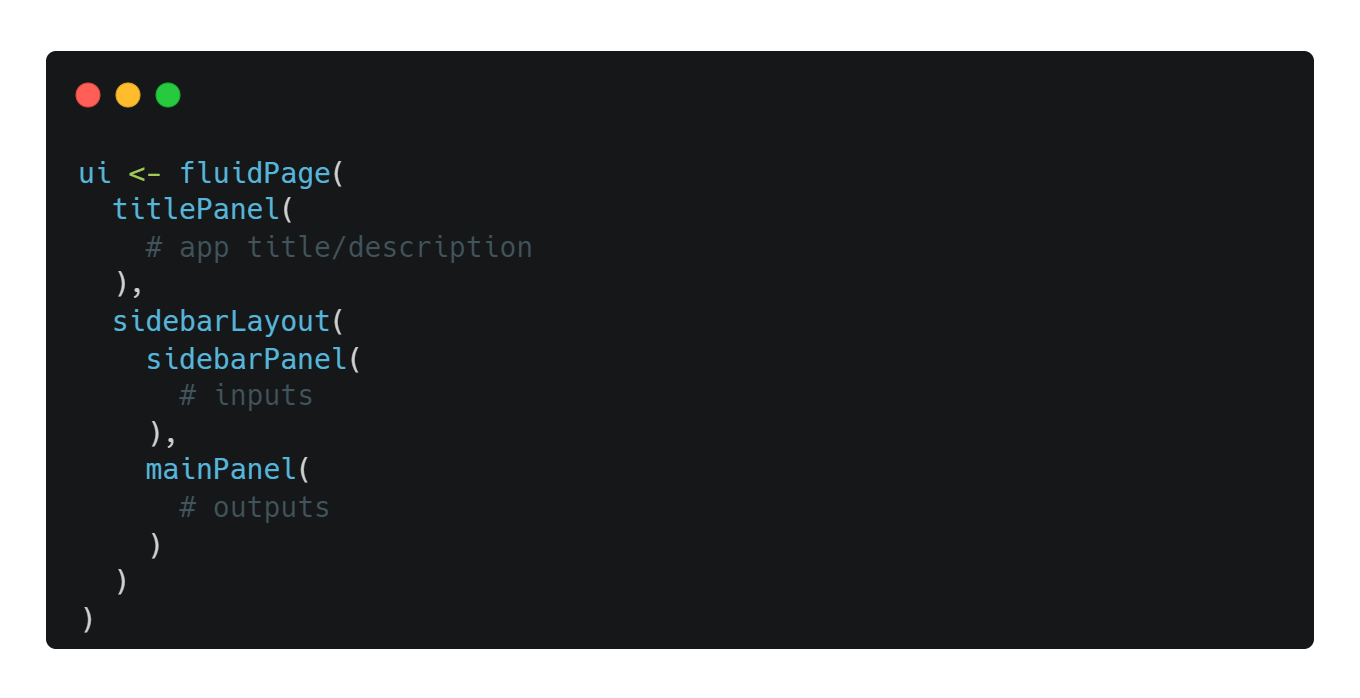 ui <- fluidPage(
  titlePanel(
    # app title/description
  ),
  sidebarLayout(
    sidebarPanel(
      # inputs
    ),
    mainPanel(
      # outputs
    )
  )
)